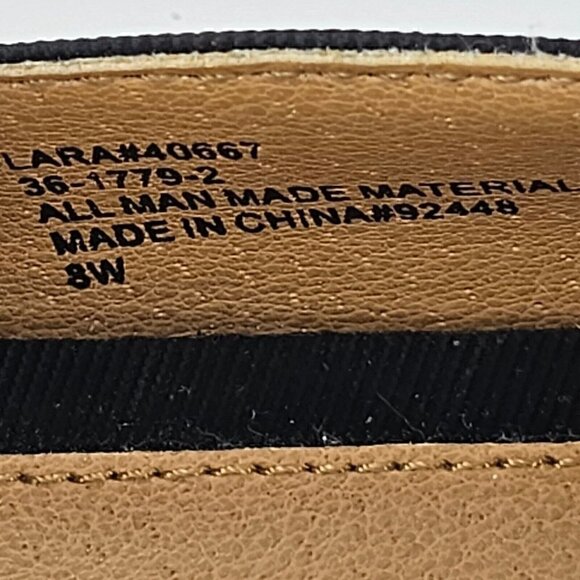 LARA#40667
36-1779-2
ALL MAN MADE MATERIAL
MADE IN CHINA#92448
8W